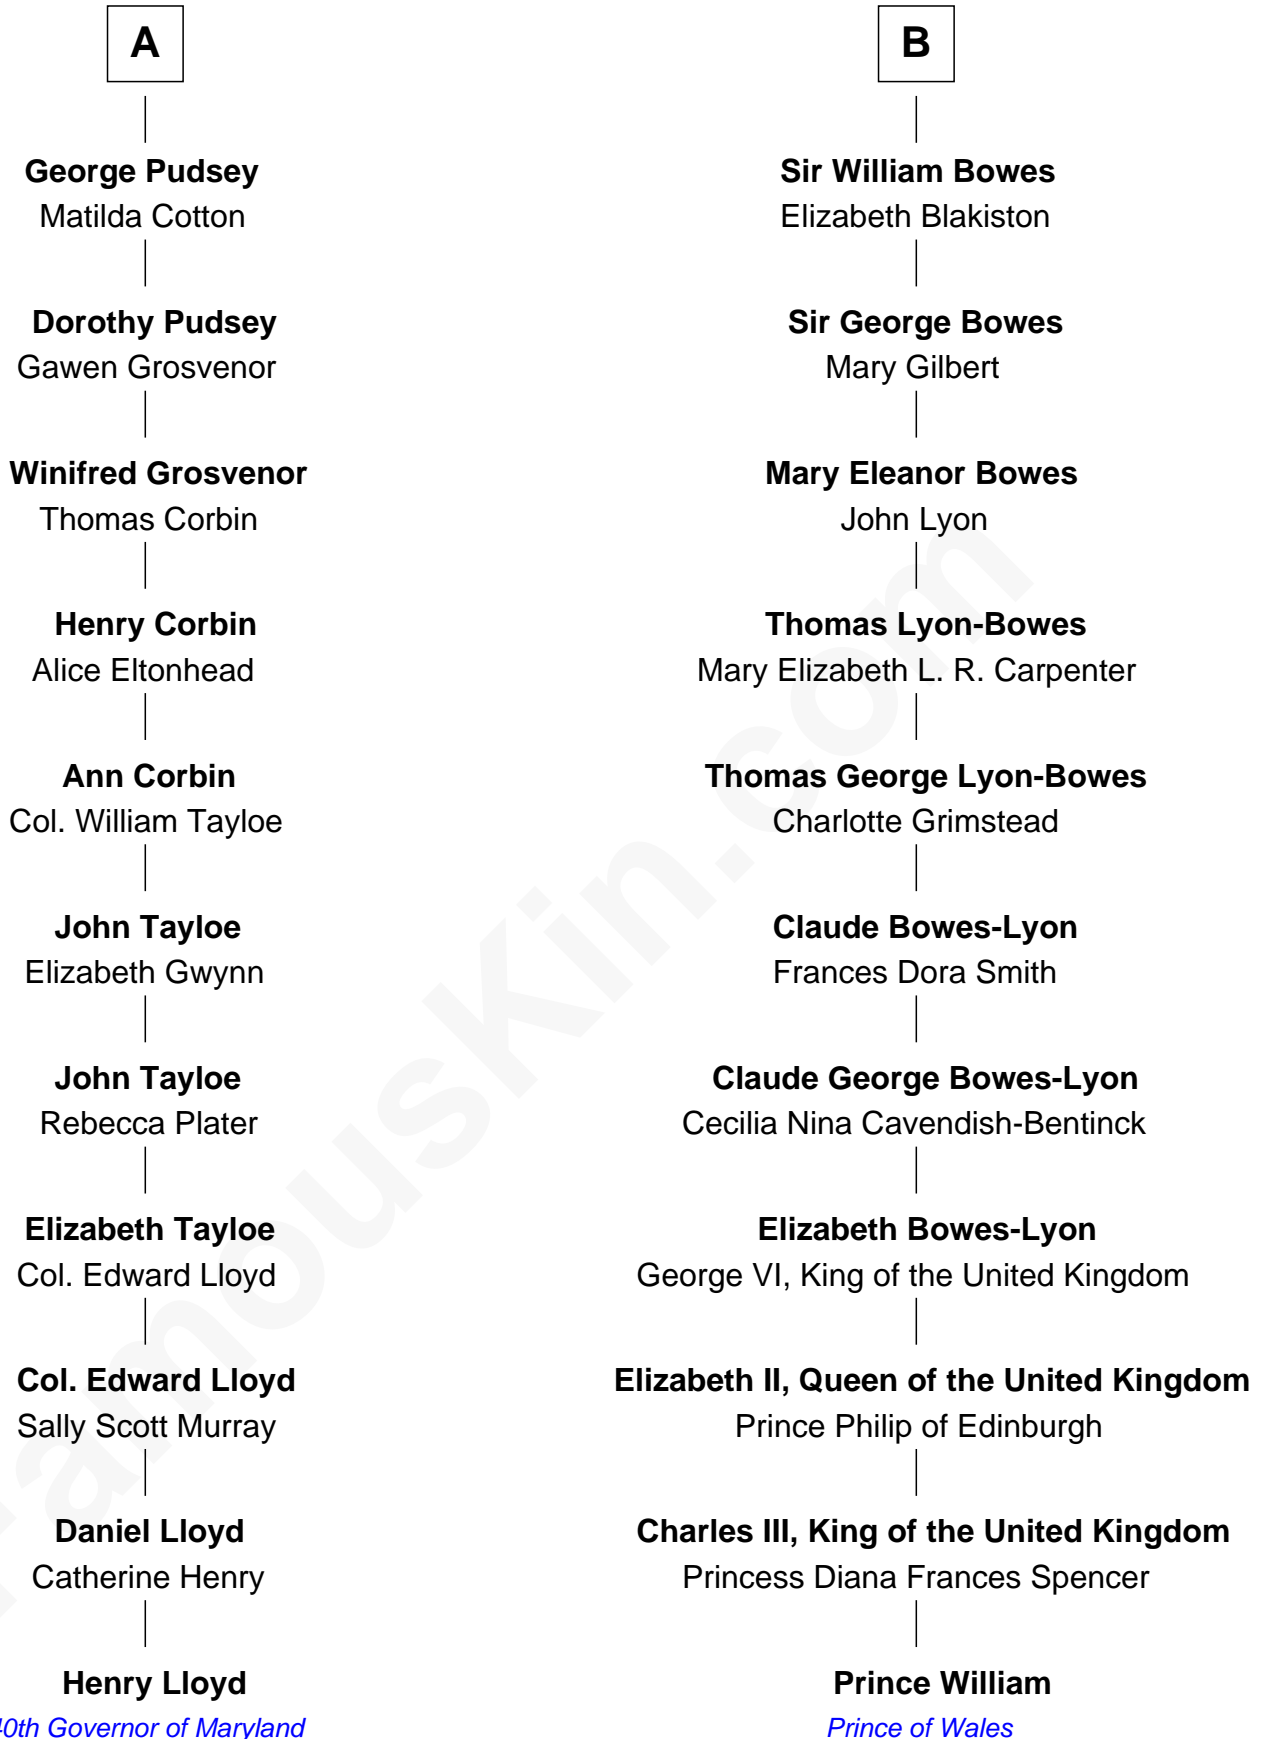 A
George Pudsey
Matilda Cotton
Dorothy Pudsey
Gawen Grosvenor
Winifred Grosvenor
Thomas Corbin
Henry Corbin
Alice Eltonhead
Ann Corbin
Col. William Tayloe
John Tayloe
Elizabeth Gwynn
John Tayloe
Rebecca Plater
Elizabeth Tayloe
Col. Edward Lloyd
Col. Edward Lloyd
Sally Scott Murray
Daniel Lloyd
Catherine Henry
Henry Lloyd
40th Governor of Maryland
B
Sir William Bowes
Elizabeth Blakiston
Sir George Bowes
Mary Gilbert
Mary Eleanor Bowes
John Lyon
Thomas Lyon-Bowes
Mary Elizabeth L. R. Carpenter
Thomas George Lyon-Bowes
Charlotte Grimstead
Claude Bowes-Lyon
Frances Dora Smith
Claude George Bowes-Lyon
Cecilia Nina Cavendish-Bentinck
Elizabeth Bowes-Lyon
George VI, King of the United Kingdom
Elizabeth II, Queen of the United Kingdom
Prince Philip of Edinburgh
Charles III, King of the United Kingdom
Princess Diana Frances Spencer
Prince William
Prince of Wales
FamousKin.com